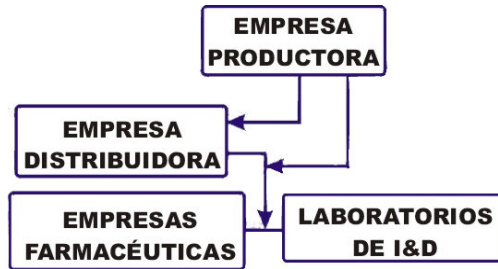 EMPRESA
PRODUCTORA
EMPRESA
DISTRIBUIDORA
EMPRESAS
FARMACÉUTICAS
LABORATORIOS
DE I&D